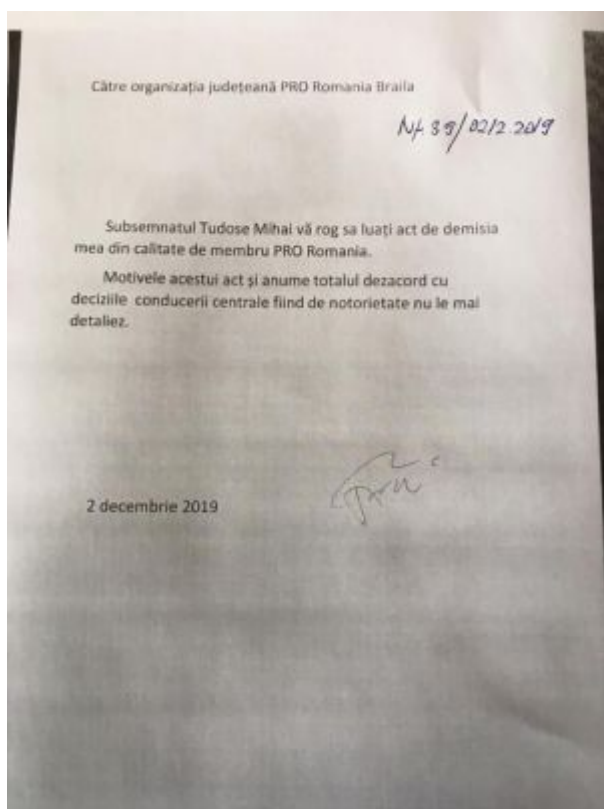 Către organizația județeană PRO Romania Braila
Nr. 89/02/2.2019
Subsemnatul Tudose Mihai vă rog sa luați act de demisia
mea din calitate de membru PRO Romania.
Motivele acestui act și anume totalul dezacord cu
deciziile conducerii centrale fiind de notorietate nu le mai
detaliez.
2 decembrie 2019